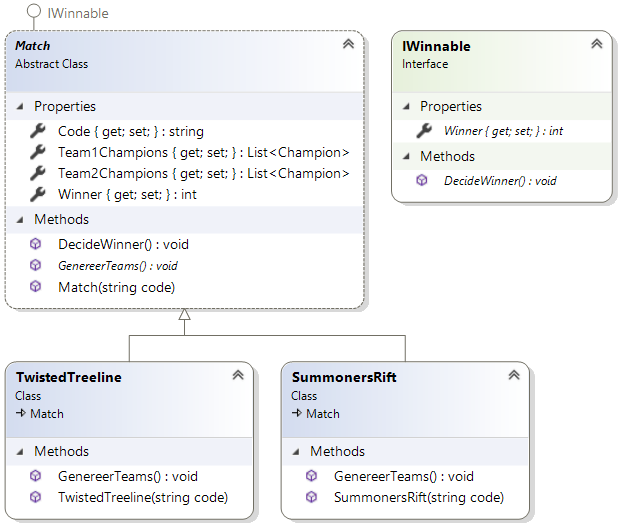 IWinnable
Match
Abstract Class
Properties
Code { get; set; } : string
Team1Champions { get; set; } : List<Champion>
Team2Champions { get; set; } : List<Champion>
Winner { get; set; } : int
Methods
DecideWinner() : void
GenereerTeams() : void
Match(string code)
IWinnable
Interface
Properties
Winner { get; set; } : int
Methods
DecideWinner() : void
TwistedTreeline
Class
Match
Methods
GenereerTeams() : void
TwistedTreeline(string code)
SummonersRift
Class
Match
Methods
GenereerTeams() : void
SummonersRift(string code)